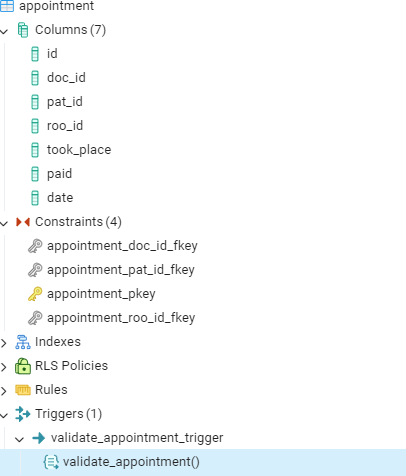 appointment
Columns (7)
id
doc_id
pat_id
roo_id
took_place
paid
date
Constraints (4)
appointment_doc_id_fkey
appointment_pat_id_fkey
appointment_pkey
appointment_roo_id_fkey
Indexes
RLS Policies
Rules
Triggers (1)
validate_appointment_trigger
validate_appointment()